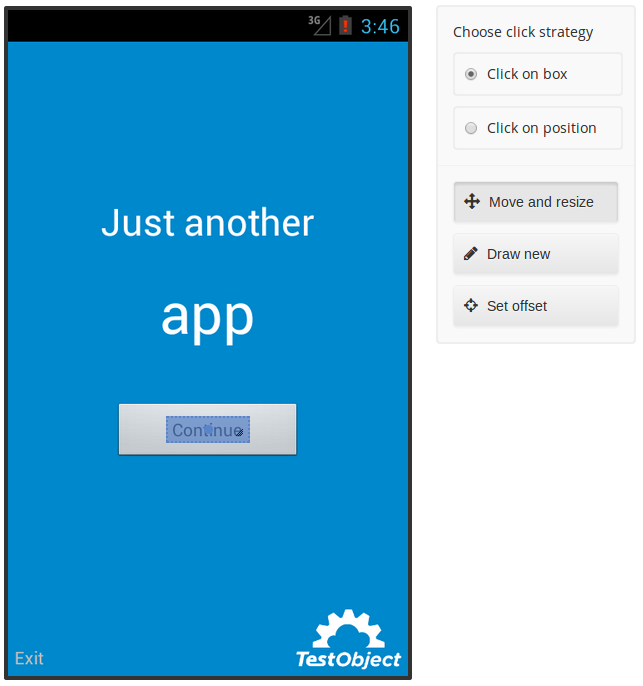 3G 3:46
Just another
app
Continue
Exit
TestObject
Choose click strategy
Click on box
Click on position
Move and resize
Draw new
Set offset